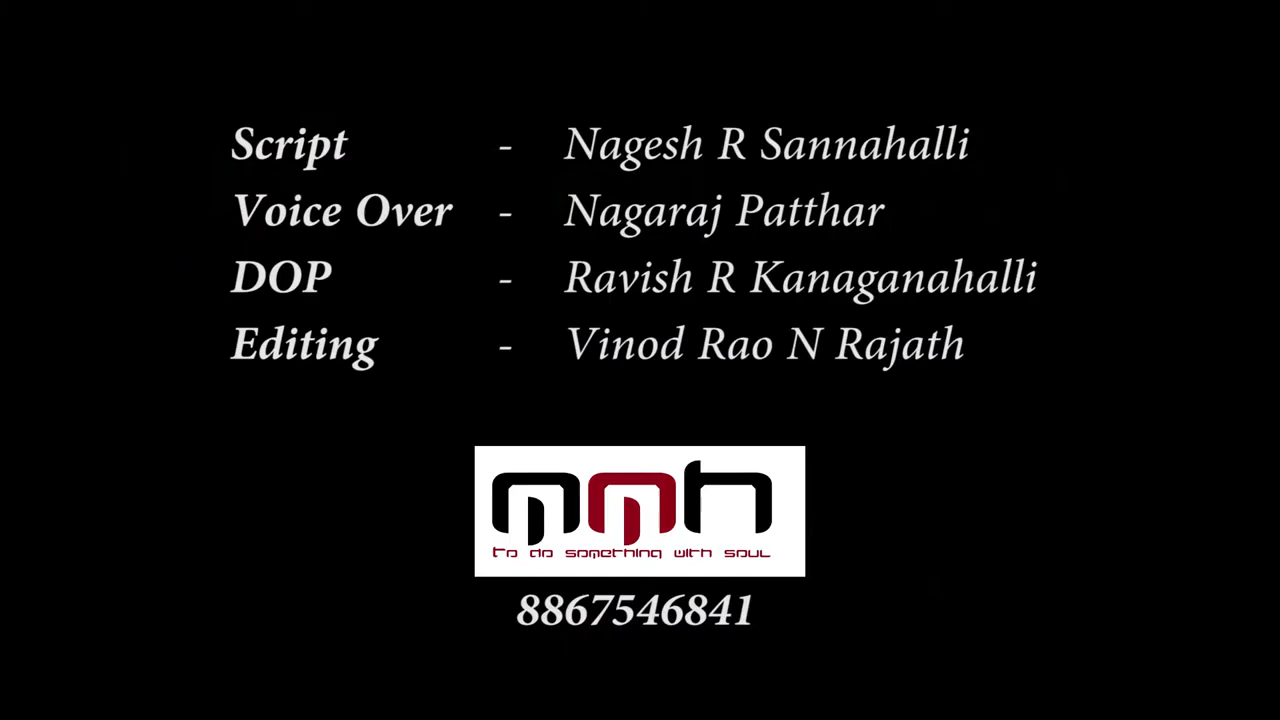 Script - Nagesh R Sannahalli
Voice Over - Nagaraj Patthar
DOP - Ravish R Kanaganahalli
Editing - Vinod Rao N Rajath
mmh
to do something with soul
8867546841